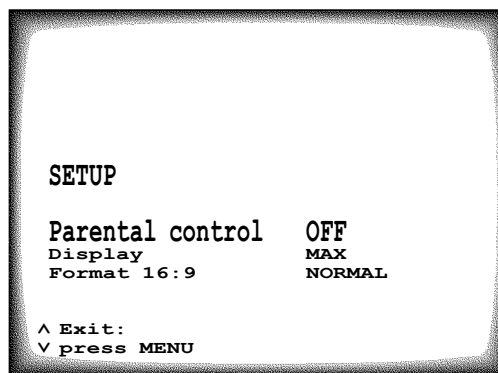 SETUP
Parental control OFF
Display MAX
Format 16:9 NORMAL
∧ Exit:
∨ press MENU